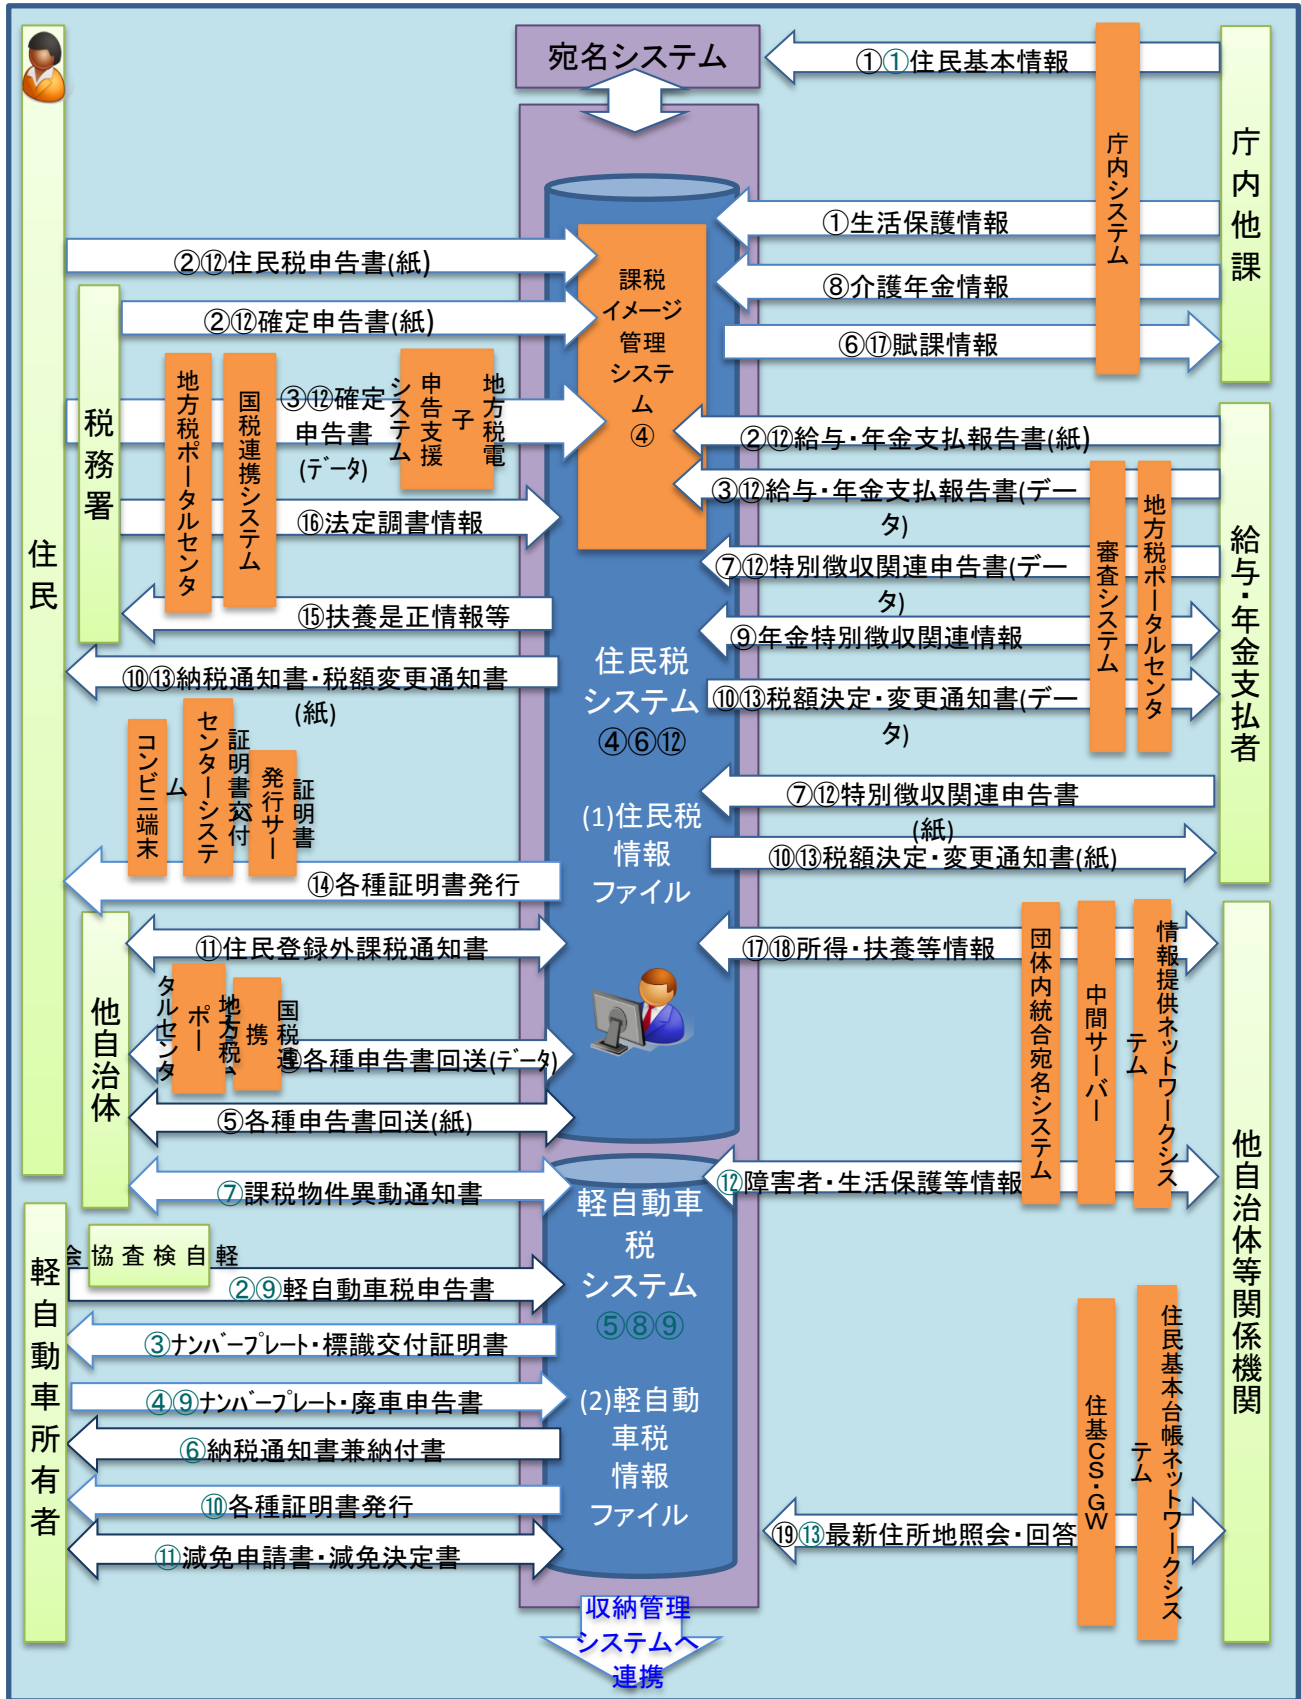 宛名システム
①①住民基本情報
庁内システム
庁内他課
①生活保護情報
⑧介護年金情報
⑥⑰賦課情報
住民
②⑫住民税申告書(紙)
税務署
②⑫確定申告書(紙)
地方税ポータルセンタ
国税連携システム
③⑫確定
申告書
(データ)
地方税電
子
申告支援
システム
⑯法定調書情報
⑮扶養是正情報等
⑩⑬納税通知書・税額変更通知書
(紙)
課税
イメージ
管理
システ
ム
④
②⑫給与・年金支払報告書(紙)
③⑫給与・年金支払報告書(デー
タ)
⑦⑫特別徴収関連申告書(デー
タ)
⑨年金特別徴収関連情報
⑩⑬税額決定・変更通知書(デー
タ)
審査システム
地方税ポータルセンタ
給与・年金支払者
⑦⑫特別徴収関連申告書
(紙)
⑩⑬税額決定・変更通知書(紙)
住民税
システム
④⑥⑫
(1)住民税
情報
ファイル
コンビニ端末
証明書交付
センターシステ
ム
証明書
発行サー
⑭各種証明書発行
他自治体
⑪住民登録外課税通知書
地方税
ポー
タルセンタ
国税連
携
各種申告書回送(データ)
⑤各種申告書回送(紙)
⑦課税物件異動通知書
⑰⑱所得・扶養等情報
団体内統合宛名システム
中間サーバー
情報提供ネットワークシス
テム
他自治体等関係機関
⑫障害者・生活保護等情報
軽自動車所有者
軽自検査協会
②⑨軽自動車税申告書
③ナンバープレート・標識交付証明書
④⑨ナンバープレート・廃車申告書
⑥納税通知書兼納付書
⑩各種証明書発行
⑪減免申請書・減免決定書
軽自動車
税
システム
⑤⑧⑨
(2)軽自動
車税
情報
ファイル
⑲⑬最新住所地照会・回答
住基CS・GW
住民基本台帳ネットワークシス
テム
収納管理
システムへ
連携